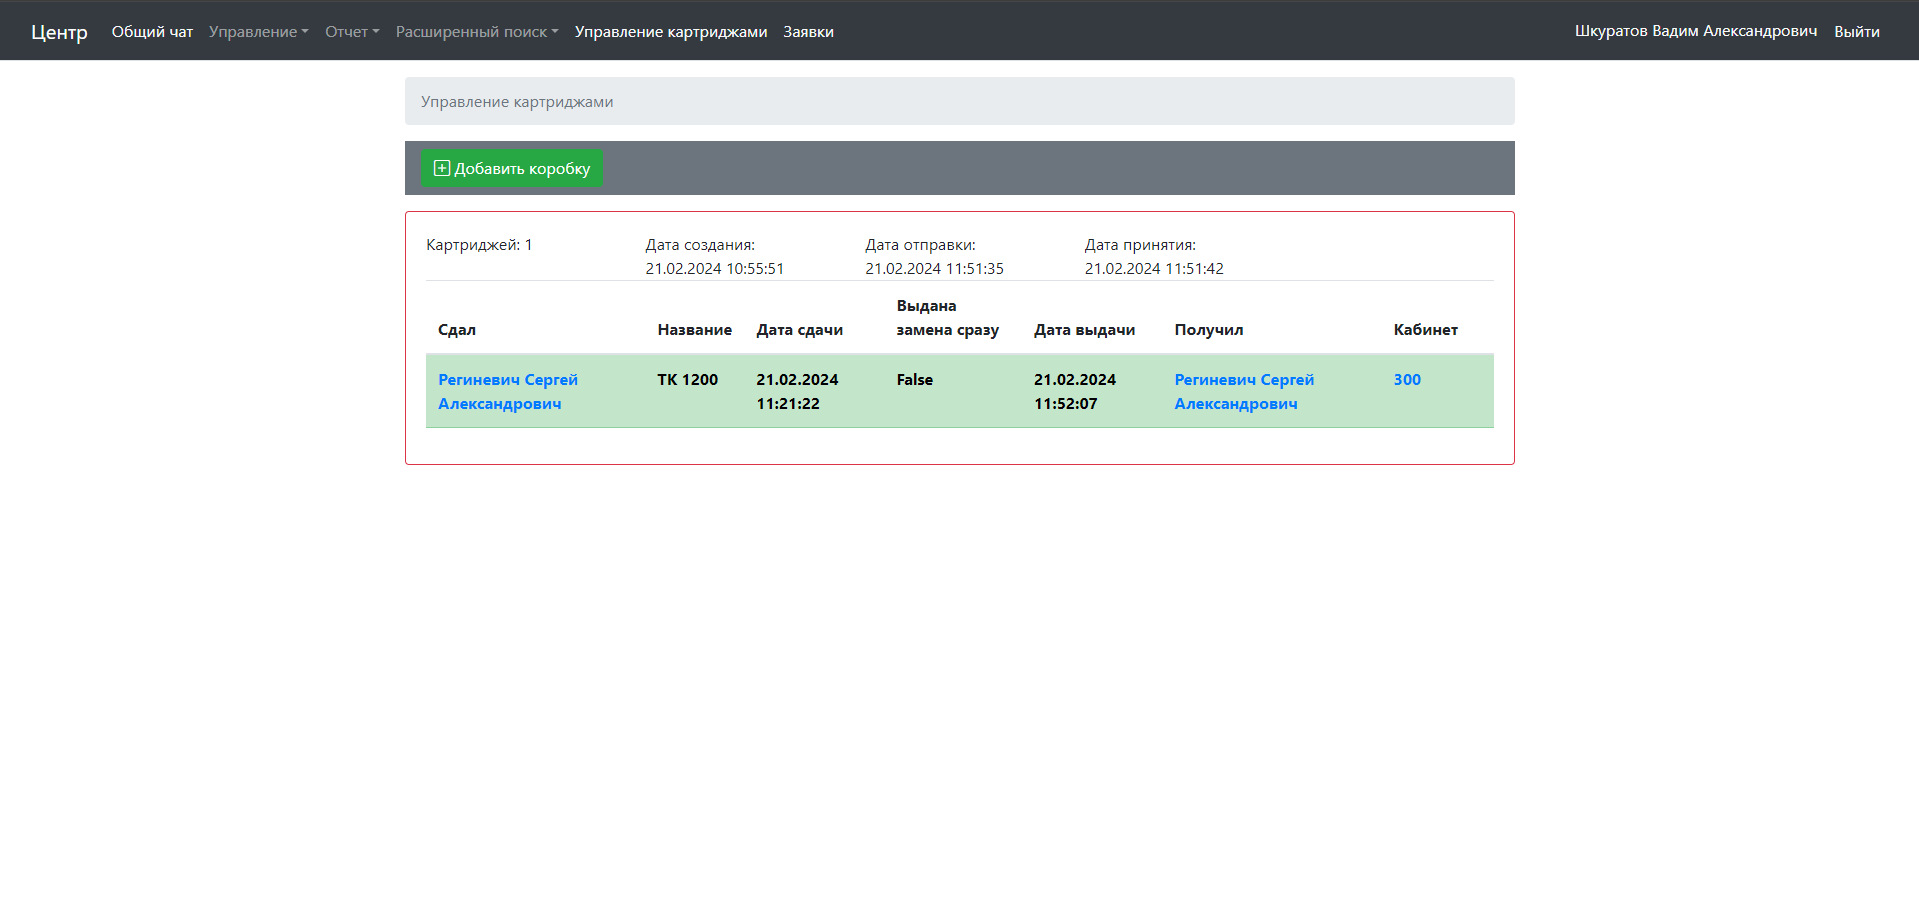 Центр Общий чат Управление Отчет Расширенный поиск Управление картриджами Заявки Шкуратов Вадим Александрович Выйти
Управление картриджами
Добавить коробку
Картриджей: 1 Дата создания: Дата отправки: Дата принятия:
21.02.2024 10:55:51 21.02.2024 11:51:35 21.02.2024 11:51:42
Выдана
Сдал Название Дата сдачи замена сразу Дата выдачи Получил Кабинет
Региневич Сергей ТК 1200 21.02.2024 False 21.02.2024 Региневич Сергей 300
Александрович 11:21:22 11:52:07 Александрович